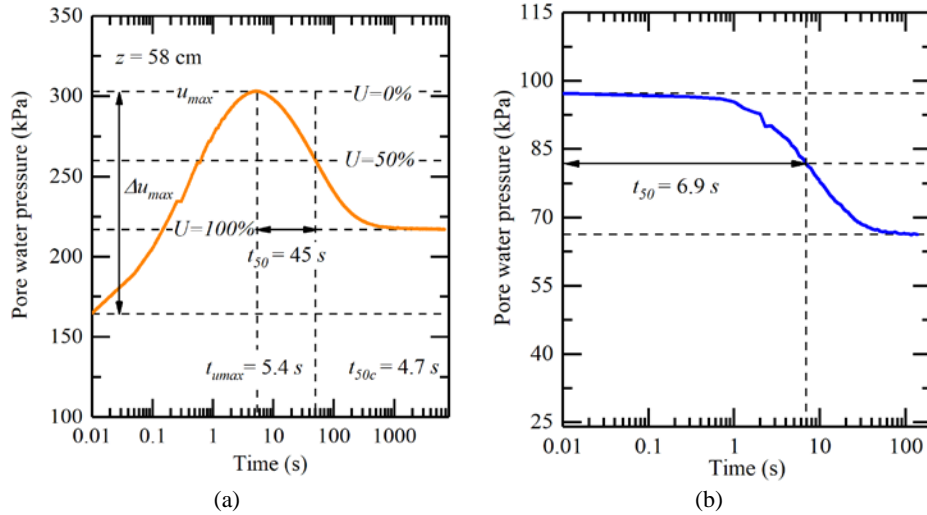 350
300
250
200
150
100
Pore water pressure (kPa)
z = 58 cm
u_max
U=0%
U=50%
Δu_max
U=100%
t_50 = 45 s
t_umax = 5.4 s
t_50c = 4.7 s
0.01 0.1 1 10 100 1000
Time (s)
(a)
115
100
85
70
55
40
25
Pore water pressure (kPa)
t_50 = 6.9 s
0.01 0.1 1 10 100
Time (s)
(b)